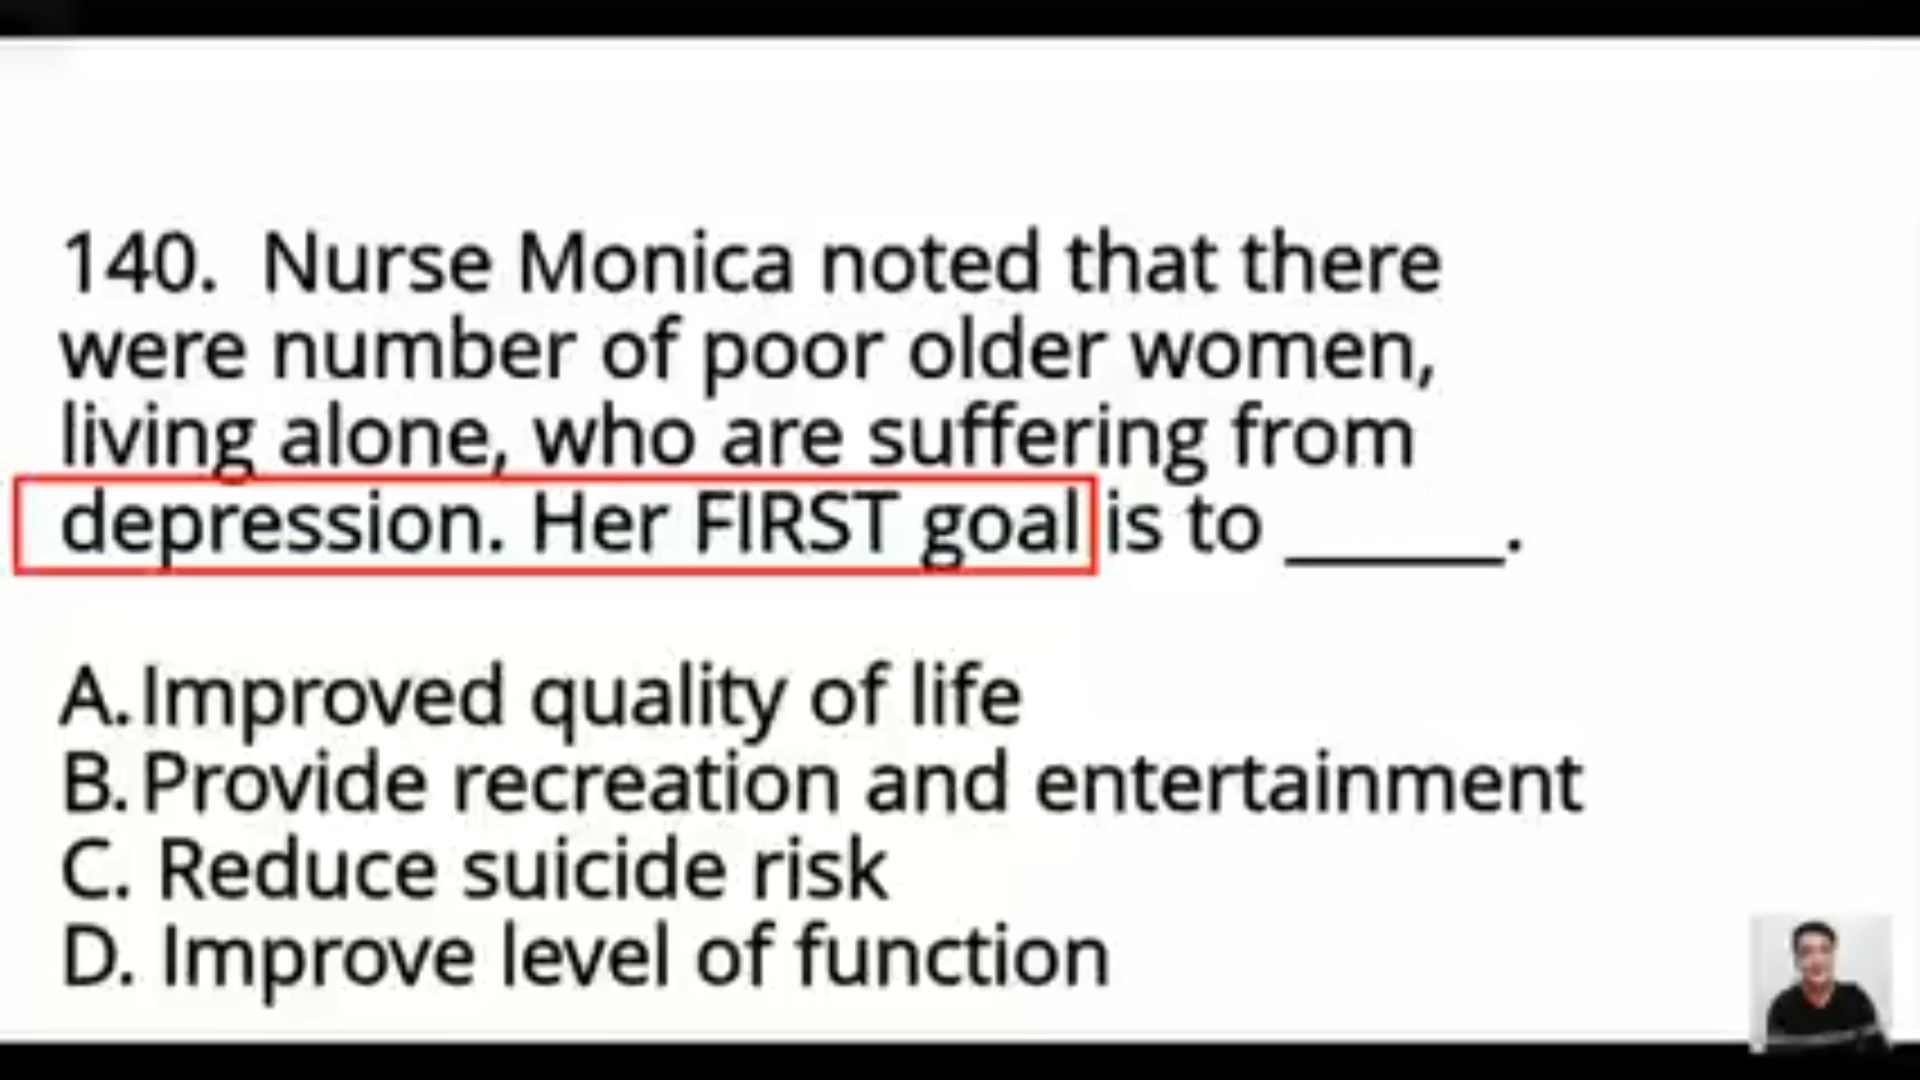 140. Nurse Monica noted that there
were number of poor older women,
living alone, who are suffering from
depression. Her FIRST goal is to ______.
A. Improved quality of life
B. Provide recreation and entertainment
C. Reduce suicide risk
D. Improve level of function